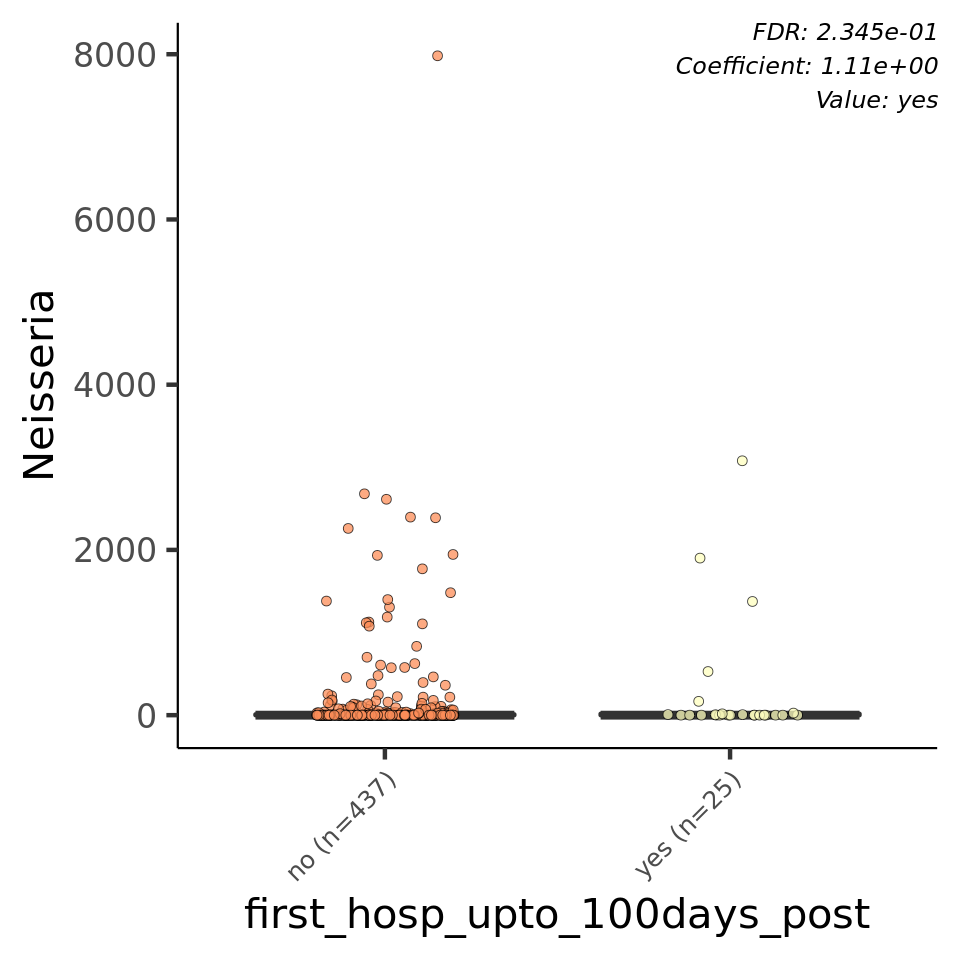 FDR: 2.345e-01
Coefficient: 1.11e+00
Value: yes
8000
6000
4000
2000
0
Neisseria
no (n=437)
yes (n=25)
first_hosp_upto_100days_post